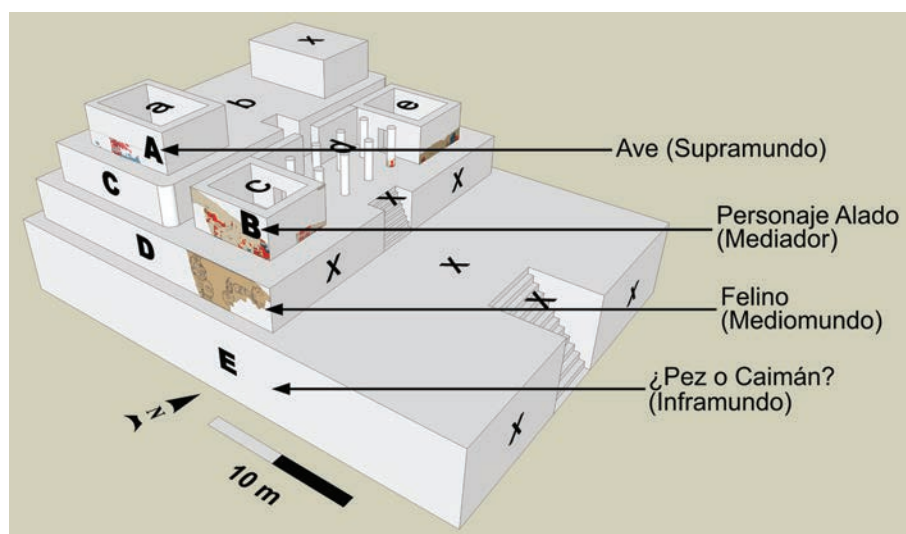 x
a
b
e
A
d
Ave (Supramundo)
C
c
x
x
B
Personaje Alado
(Mediador)
D
x
x
x
x
Felino
(Mediomundo)
E
¿Pez o Caimán?
(Inframundo)
x
N
10 m